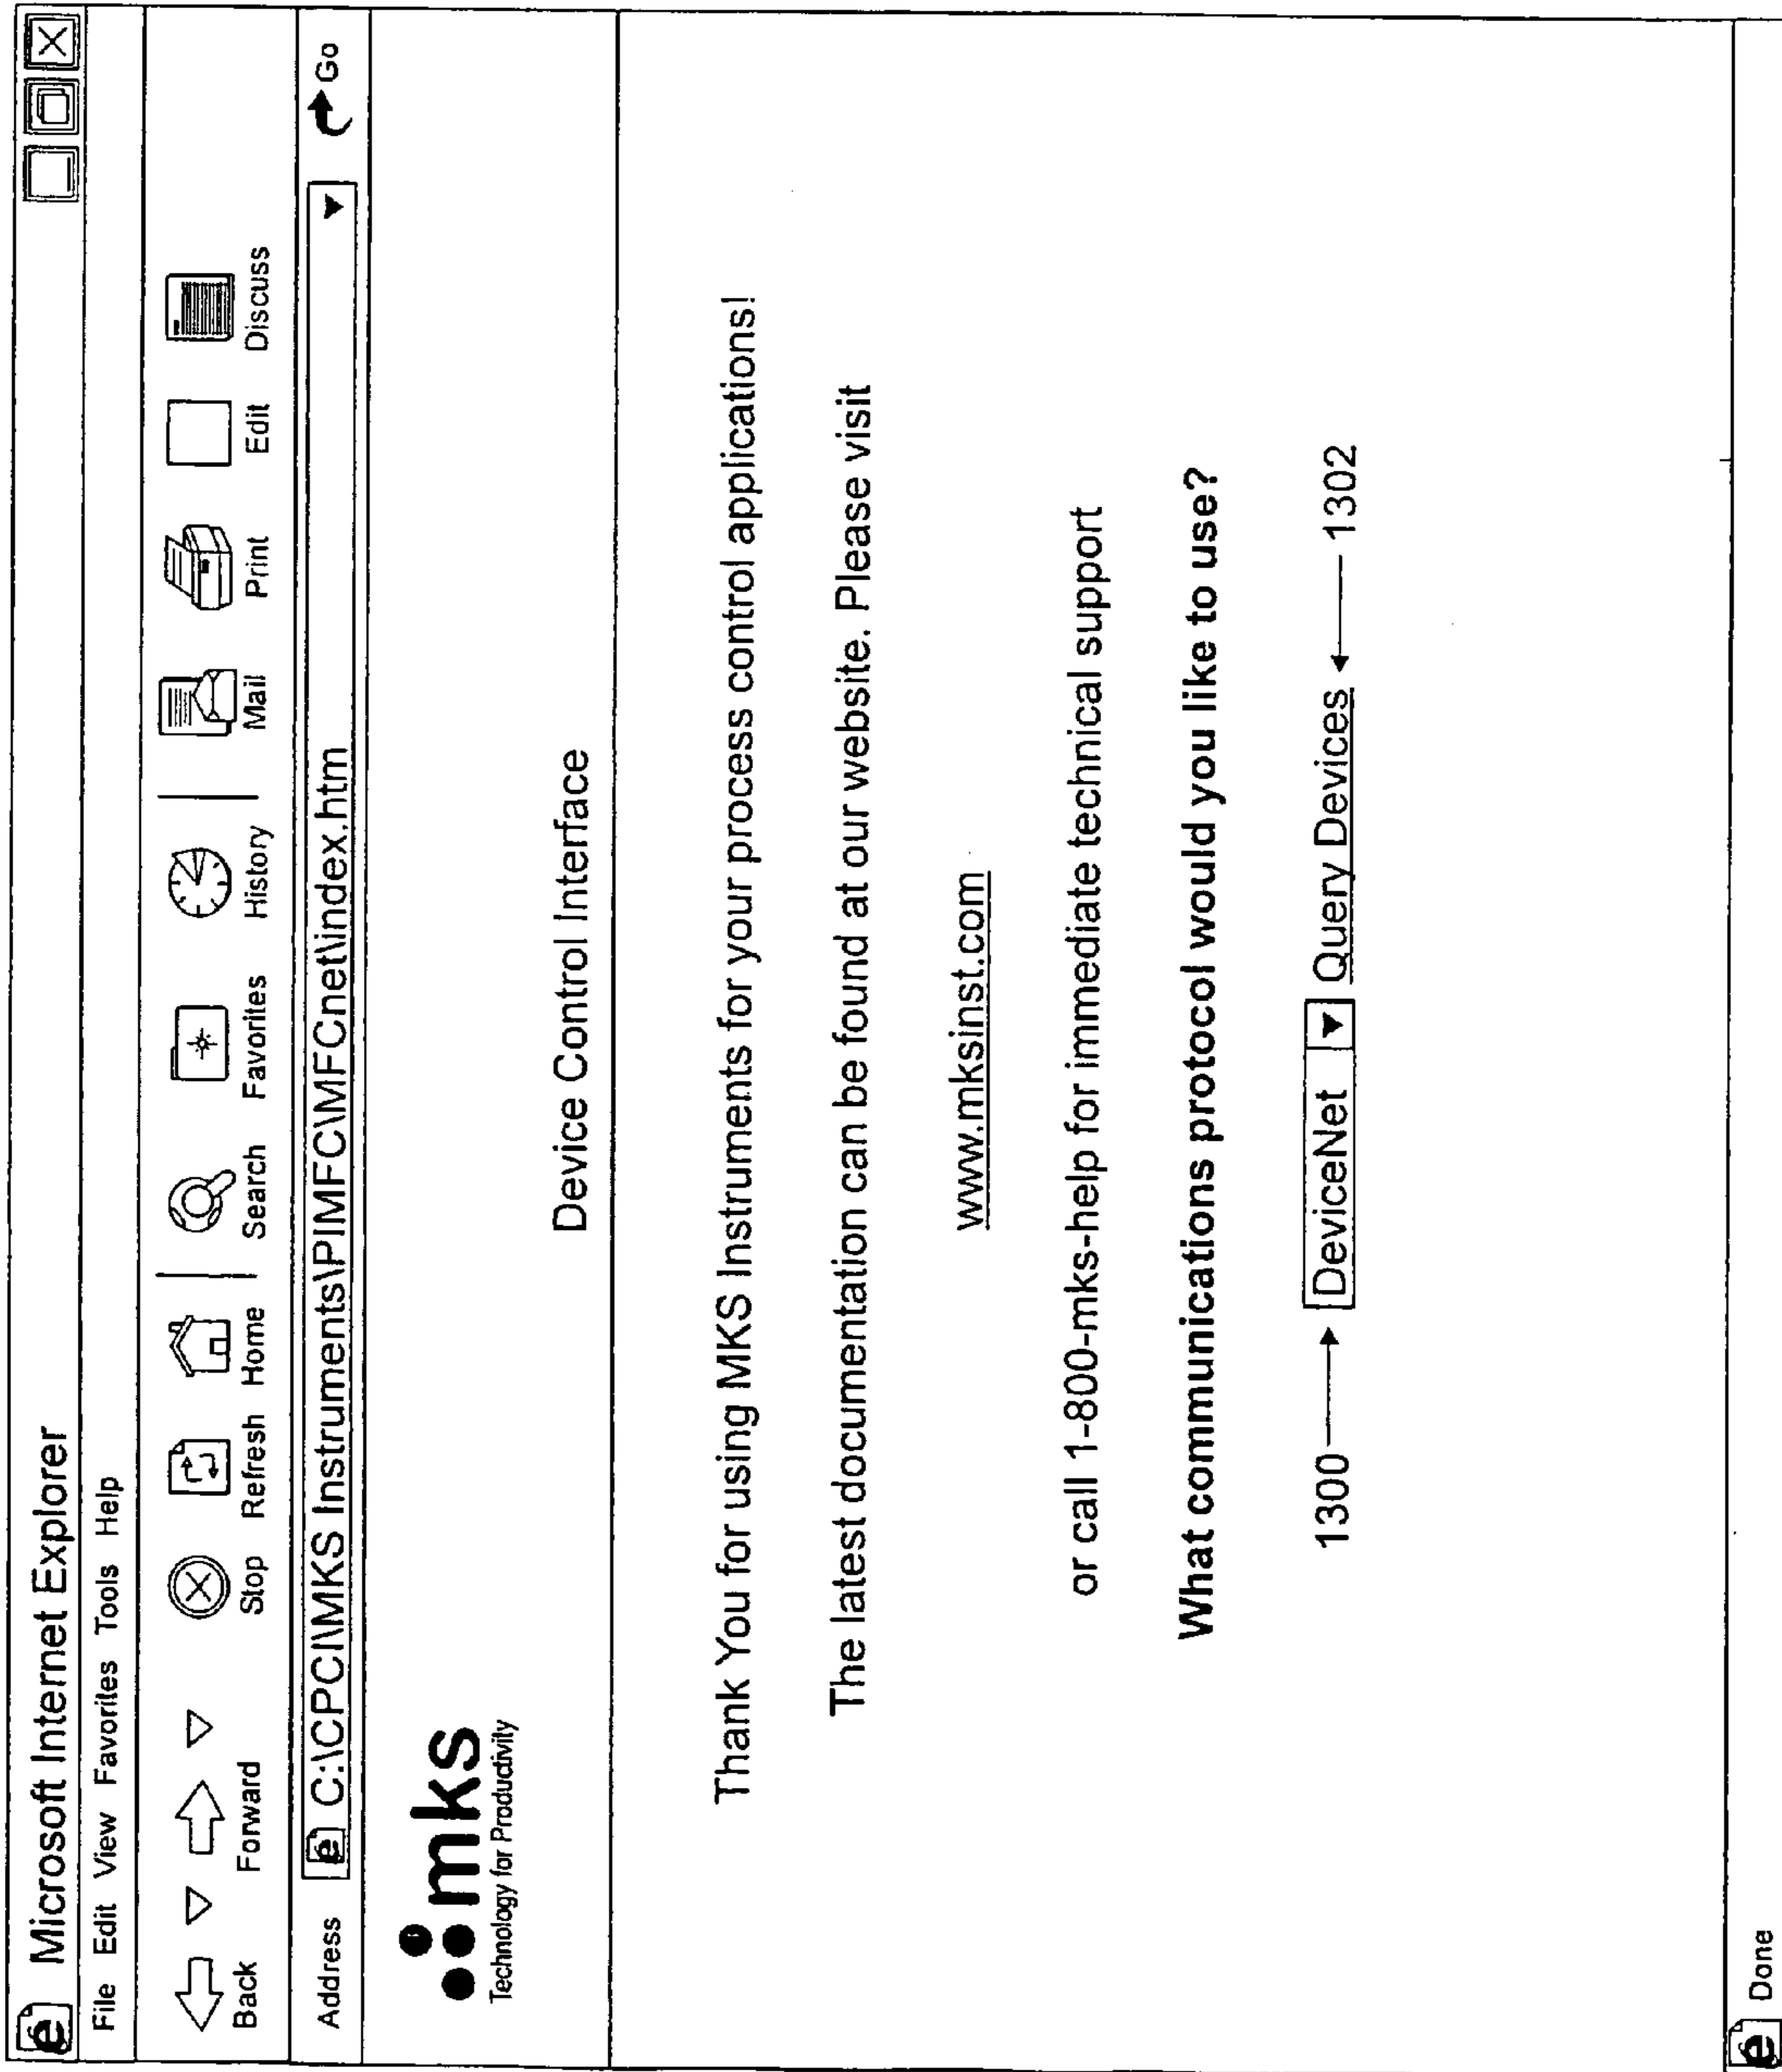 Microsoft Internet Explorer
File Edit View Favorites Tools Help
Back Forward Stop Refresh Home Search Favorites History Mail Print Edit Discuss
Address C:\CPCI\MKS Instruments\PIMFC\MFCnet\index.htm Go
mks
Technology for Productivity
Device Control Interface
Thank You for using MKS Instruments for your process control applications!
The latest documentation can be found at our website. Please visit
www.mksinst.com
or call 1-800-mks-help for immediate technical support
What communications protocol would you like to use?
1300 DeviceNet Query Devices 1302
Done